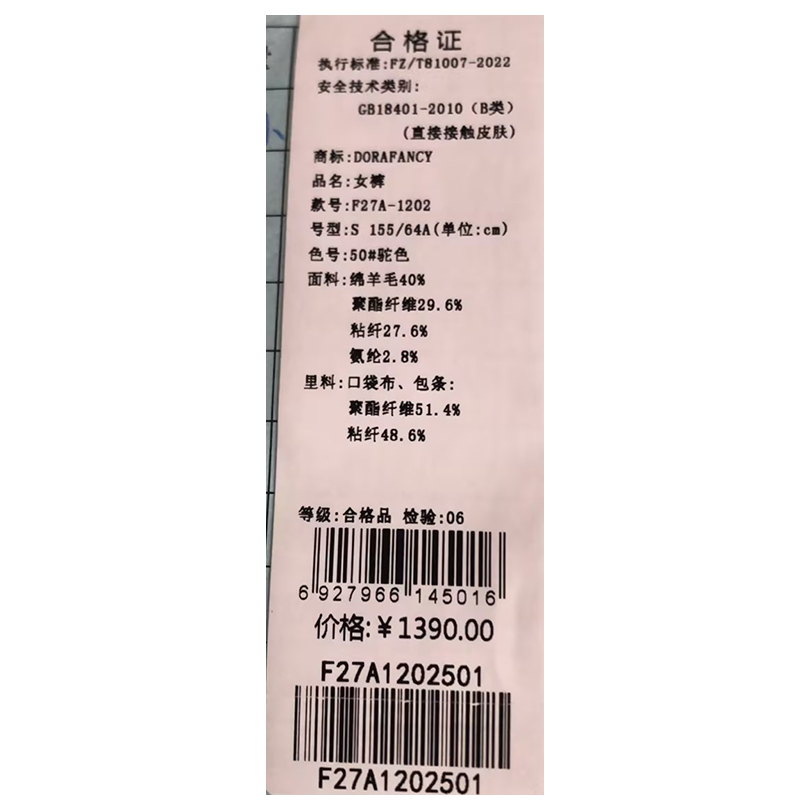 合格证
执行标准:FZ/T81007-2022
安全技术类别:
GB18401-2010（B类）
(直接接触皮肤)
商标:DORAFANCY
品名:女裤
款号:F27A-1202
号型:S 155/64A(单位:cm)
色号:50#驼色
面料:绵羊毛40%
聚酯纤维29.6%
粘纤27.6%
氨纶2.8%
里料:口袋布、包条:
聚酯纤维51.4%
粘纤48.6%
等级:合格品 检验:06
6 927966 145016
价格:¥1390.00
F27A1202501
F27A1202501